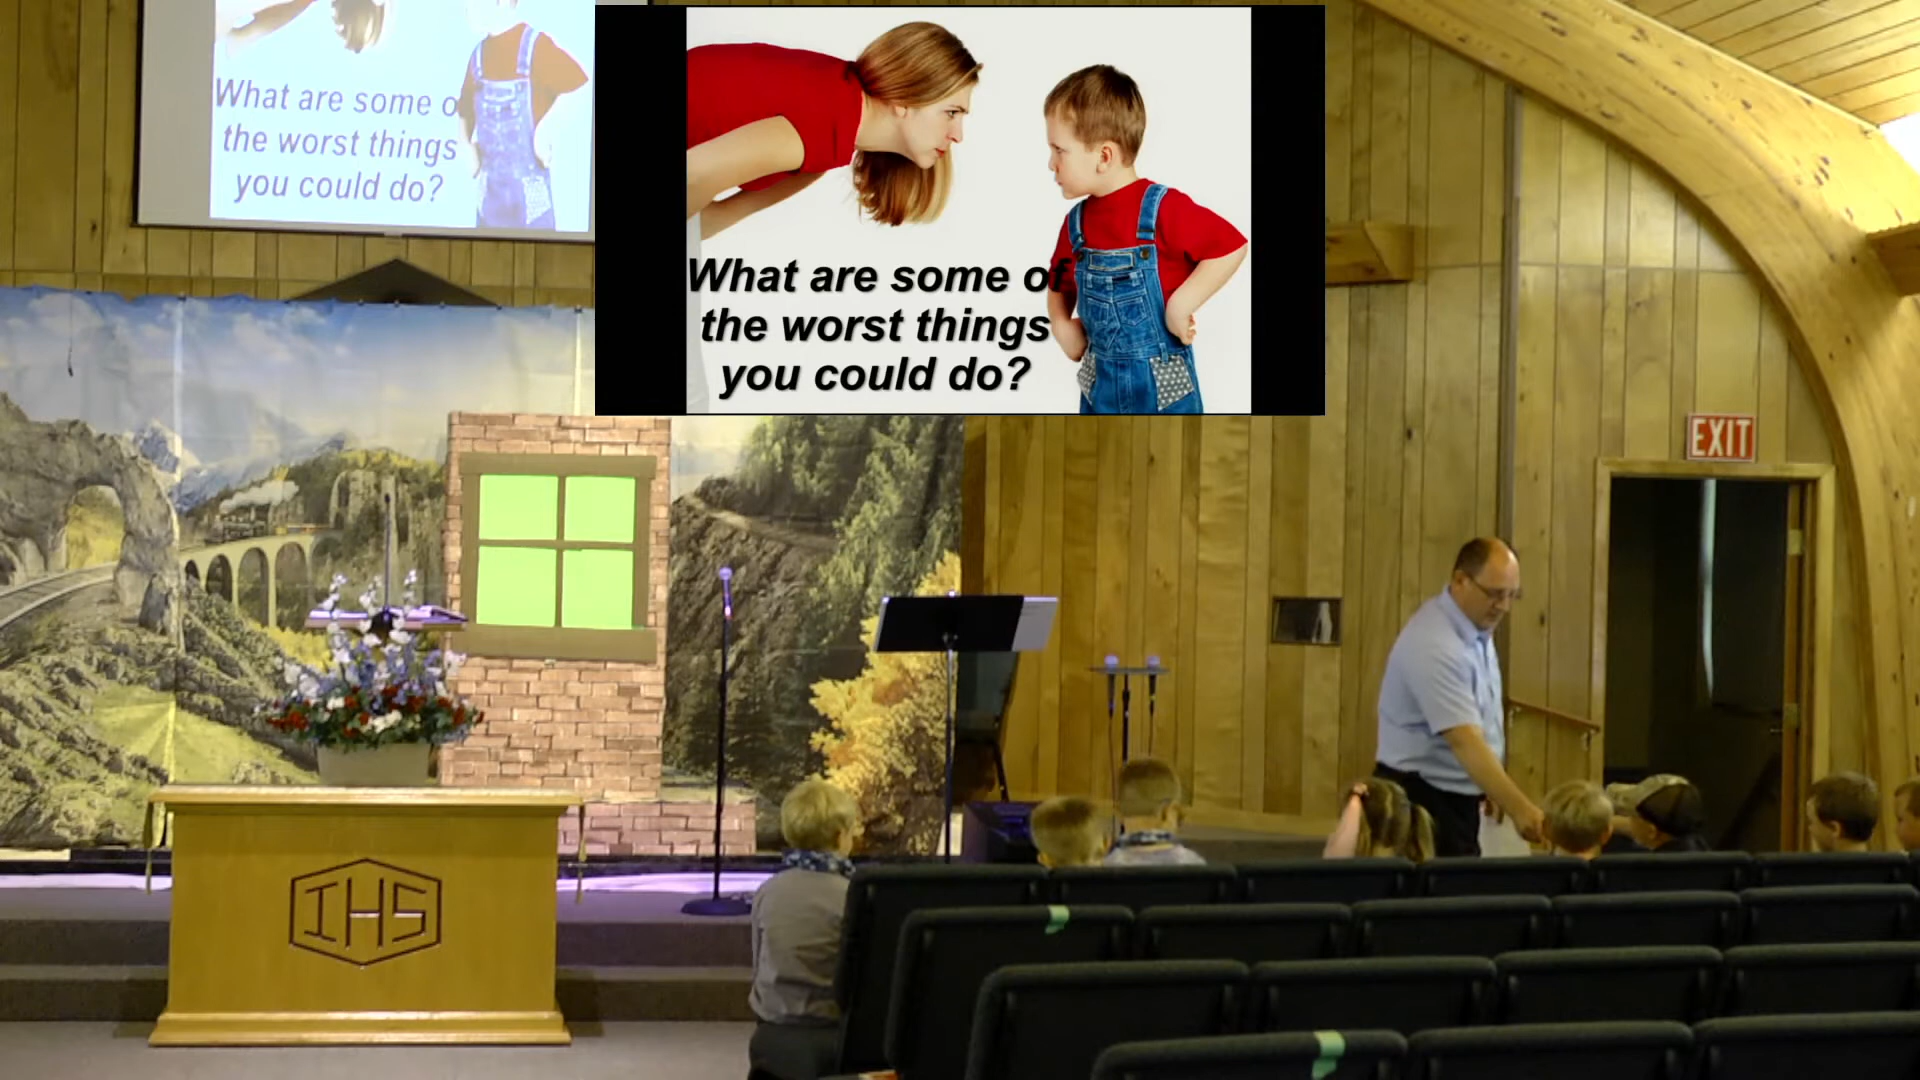 What are some o
the worst things
you could do?
What are some of
the worst things
you could do?
EXIT
IHS